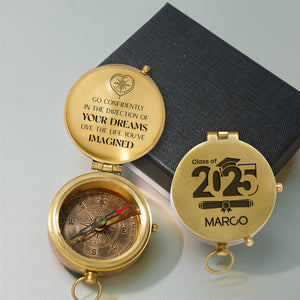 GO CONFIDENTLY
IN THE DIRECTION OF
YOUR DREAMS
LIVE THE LIFE YOU'VE
IMAGINED
Class of
2025
MARCO